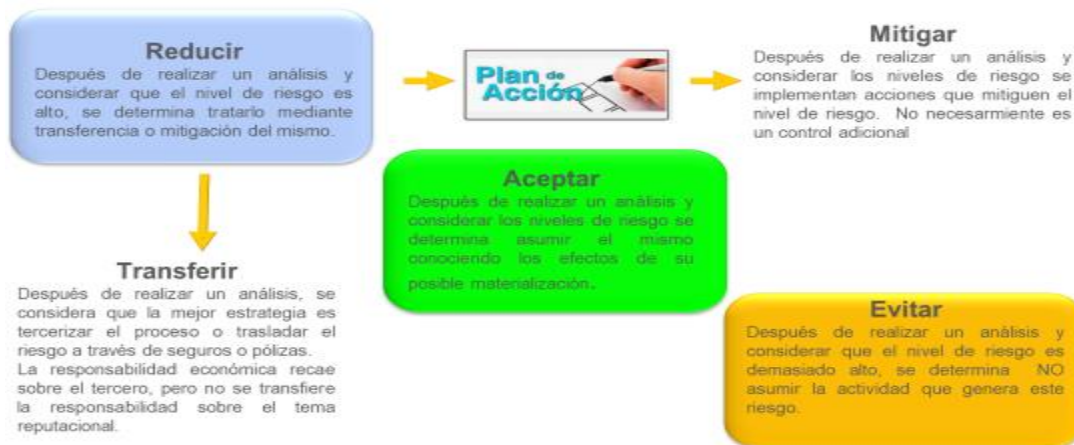 Reducir
Después de realizar un análisis y
considerar que el nivel de riesgo es
alto, se determina tratarlo mediante
transferencia o mitigación del mismo.
Plan de
Acción
Mitigar
Después de realizar un análisis y
considerar los niveles de riesgo se
implementan acciones que mitiguen el
nivel de riesgo. No necesarmiente es
un control adicional
Aceptar
Después de realizar un análisis y
considerar los niveles de riesgo se
determina asumir el mismo
conociendo los efectos de su
posible materialización.
Transferir
Después de realizar un análisis, se
considera que la mejor estrategia es
tercerizar el proceso o trasladar el
riesgo a través de seguros o pólizas.
La responsabilidad económica recae
sobre el tercero, pero no se transfiere
la responsabilidad sobre el tema
reputacional.
Evitar
Después de realizar un análisis y
considerar que el nivel de riesgo es
demasiado alto, se determina NO
asumir la actividad que genera este
riesgo.